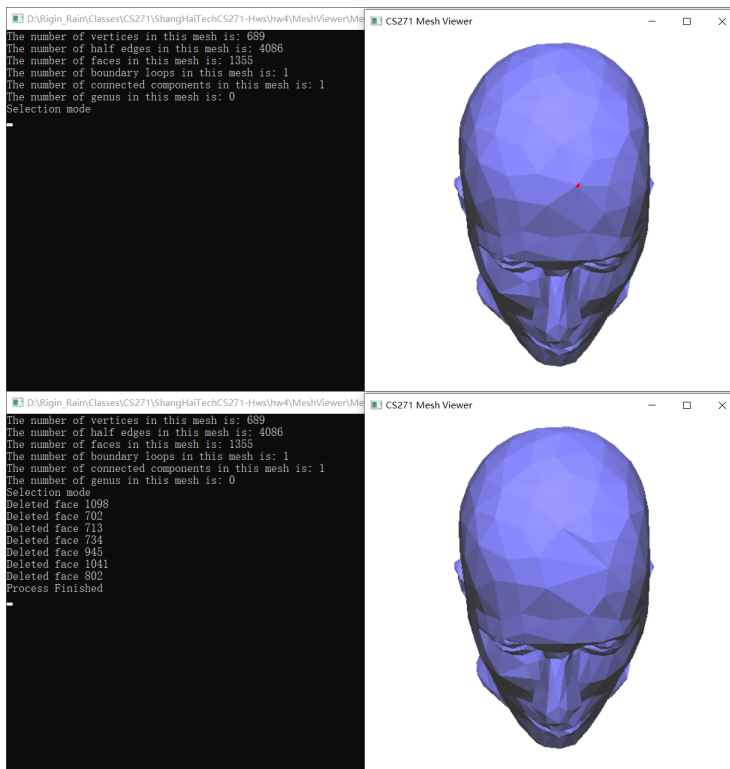 D:\Rigin_Rain\Classes\CS271\ShangHaiTechCS271-Hws\hw4\MeshViewer\Me
CS271 Mesh Viewer
The number of vertices in this mesh is: 689
The number of half edges in this mesh is: 4086
The number of faces in this mesh is: 1355
The number of boundary loops in this mesh is: 1
The number of connected components in this mesh is: 1
The number of genus in this mesh is: 0
Selection mode
D:\Rigin_Rain\Classes\CS271\ShangHaiTechCS271-Hws\hw4\MeshViewer\Me
CS271 Mesh Viewer
The number of vertices in this mesh is: 689
The number of half edges in this mesh is: 4086
The number of faces in this mesh is: 1355
The number of boundary loops in this mesh is: 1
The number of connected components in this mesh is: 1
The number of genus in this mesh is: 0
Selection mode
Deleted face 1098
Deleted face 702
Deleted face 713
Deleted face 734
Deleted face 945
Deleted face 1041
Deleted face 802
Process Finished